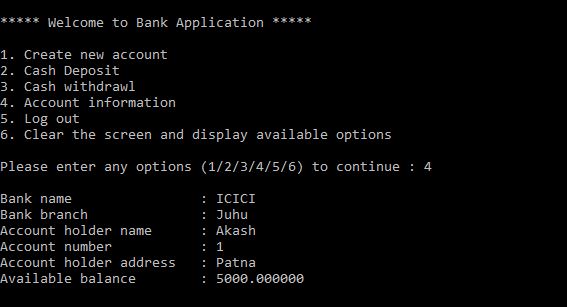 ***** Welcome to Bank Application *****
1. Create new account
2. Cash Deposit
3. Cash withdrawl
4. Account information
5. Log out
6. Clear the screen and display available options
Please enter any options (1/2/3/4/5/6) to continue : 4
Bank name : ICICI
Bank branch : Juhu
Account holder name : Akash
Account number : 1
Account holder address : Patna
Available balance : 5000.000000